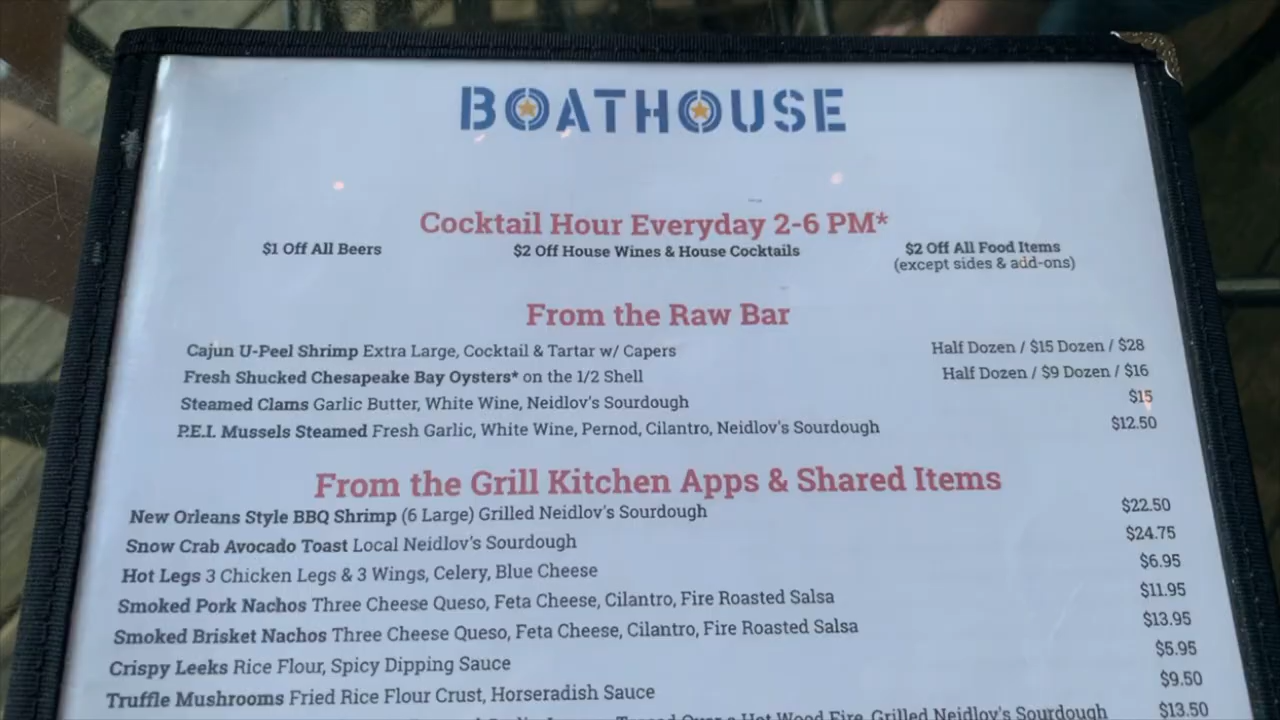 BOATHOUSE
Cocktail Hour Everyday 2-6 PM*
$1 Off All Beers $2 Off House Wines & House Cocktails $2 Off All Food Items
(except sides & add-ons)
From the Raw Bar
Cajun U-Peel Shrimp Extra Large, Cocktail & Tartar w/ Capers Half Dozen / $15 Dozen / $28
Fresh Shucked Chesapeake Bay Oysters* on the 1/2 Shell Half Dozen / $9 Dozen / $16
Steamed Clams Garlic Butter, White Wine, Neidlov's Sourdough $15
P.E.I. Mussels Steamed Fresh Garlic, White Wine, Pernod, Cilantro, Neidlov's Sourdough $12.50
From the Grill Kitchen Apps & Shared Items
New Orleans Style BBQ Shrimp (6 Large) Grilled Neidlov's Sourdough $22.50
Snow Crab Avocado Toast Local Neidlov's Sourdough $24.75
Hot Legs 3 Chicken Legs & 3 Wings, Celery, Blue Cheese $6.95
Smoked Pork Nachos Three Cheese Queso, Feta Cheese, Cilantro, Fire Roasted Salsa $11.95
Smoked Brisket Nachos Three Cheese Queso, Feta Cheese, Cilantro, Fire Roasted Salsa $13.95
Crispy Leeks Rice Flour, Spicy Dipping Sauce $5.95
Truffle Mushrooms Fried Rice Flour Crust, Horseradish Sauce $9.50
Over a Hot Wood Fire, Grilled Neidlov's Sourdough $13.50